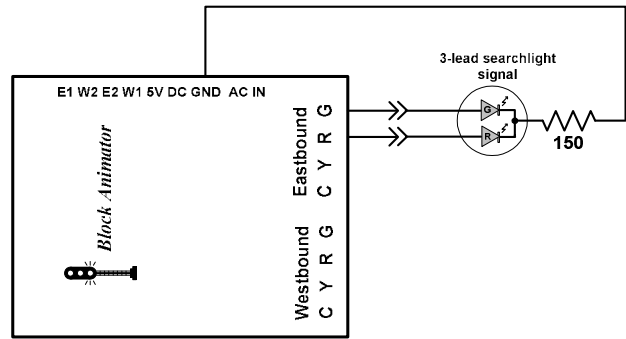 3-lead searchlight
signal
E1 W2 E2 W1 5V DC GND AC IN
G
R
150
Eastbound
C Y R G
Westbound
C Y R G
Block Animator